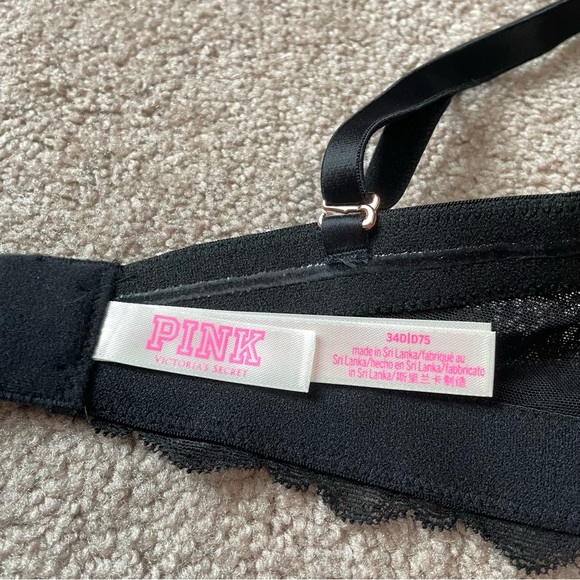 PINK
VICTORIA'S SECRET
34D|D75
made in Sri Lanka/fabriqué au
Sri Lanka/hecho en Sri Lanka/fabbricato
in Sri Lanka/斯里兰卡制造